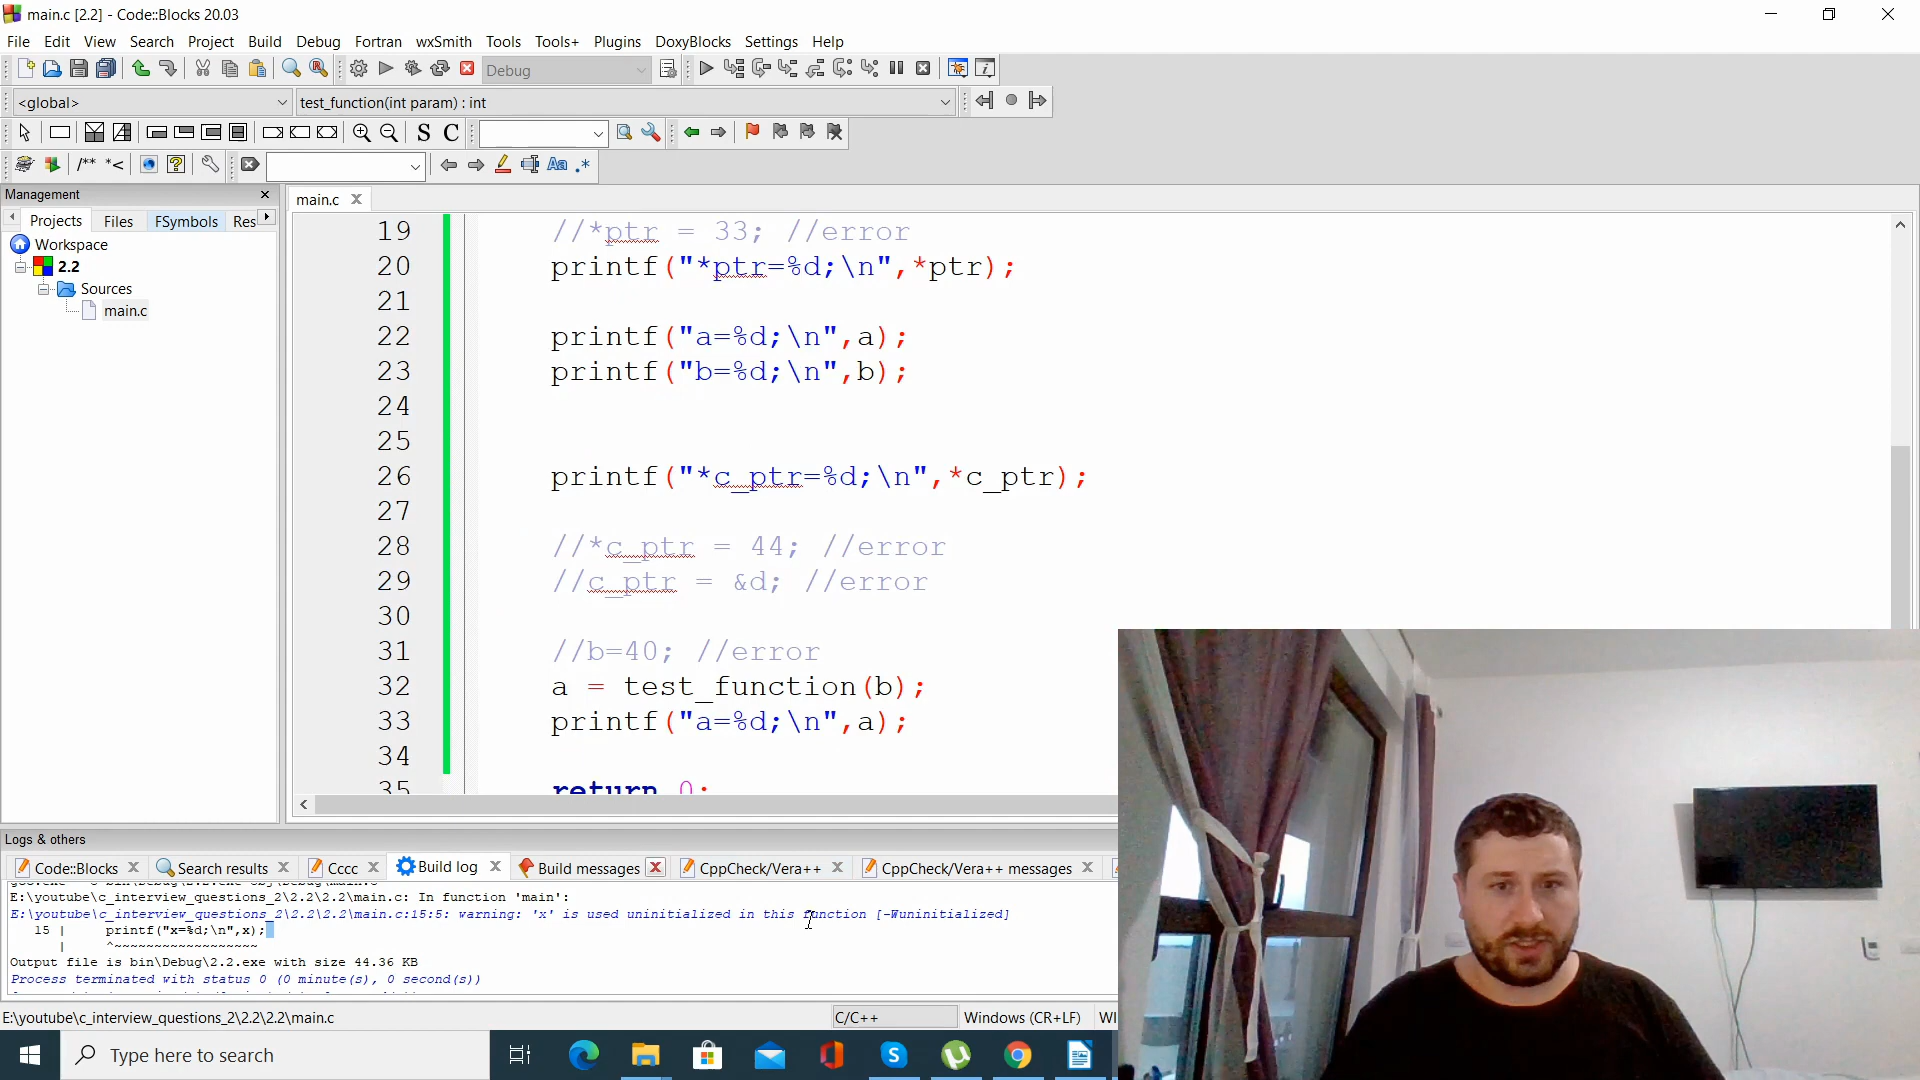 main.c [2.2] - Code::Blocks 20.03
File Edit View Search Project Build Debug Fortran wxSmith Tools Tools+ Plugins DoxyBlocks Settings Help
Debug
<global> test_function(int param) : int
S C
/** *<
Aa .*
Management
Projects Files FSymbols Res
Workspace
2.2
Sources
main.c
main.c
19 //*ptr = 33; //error
20 printf("*ptr=%d;\n",*ptr);
21
22 printf("a=%d;\n",a);
23 printf("b=%d;\n",b);
24
25
26 printf("*c_ptr=%d;\n",*c_ptr);
27
28 //*c_ptr = 44; //error
29 //c_ptr = &d; //error
30
31 //b=40; //error
32 a = test_function(b);
33 printf("a=%d;\n",a);
34
35 return 0;
Logs & others
Code::Blocks Search results Cccc Build log Build messages CppCheck/Vera++ CppCheck/Vera++ messages
E:\youtube\c_interview_questions_2\2.2\2.2\main.c: In function 'main':
E:\youtube\c_interview_questions_2\2.2\2.2\main.c:15:5: warning: 'x' is used uninitialized in this function [-Wuninitialized]
15 | printf("x=%d;\n",x);
| ^~~~~~~~~~~~~~~~~~~
Output file is bin\Debug\2.2.exe with size 44.36 KB
Process terminated with status 0 (0 minute(s), 0 second(s))
E:\youtube\c_interview_questions_2\2.2\2.2\main.c C/C++ Windows (CR+LF) WI
Type here to search